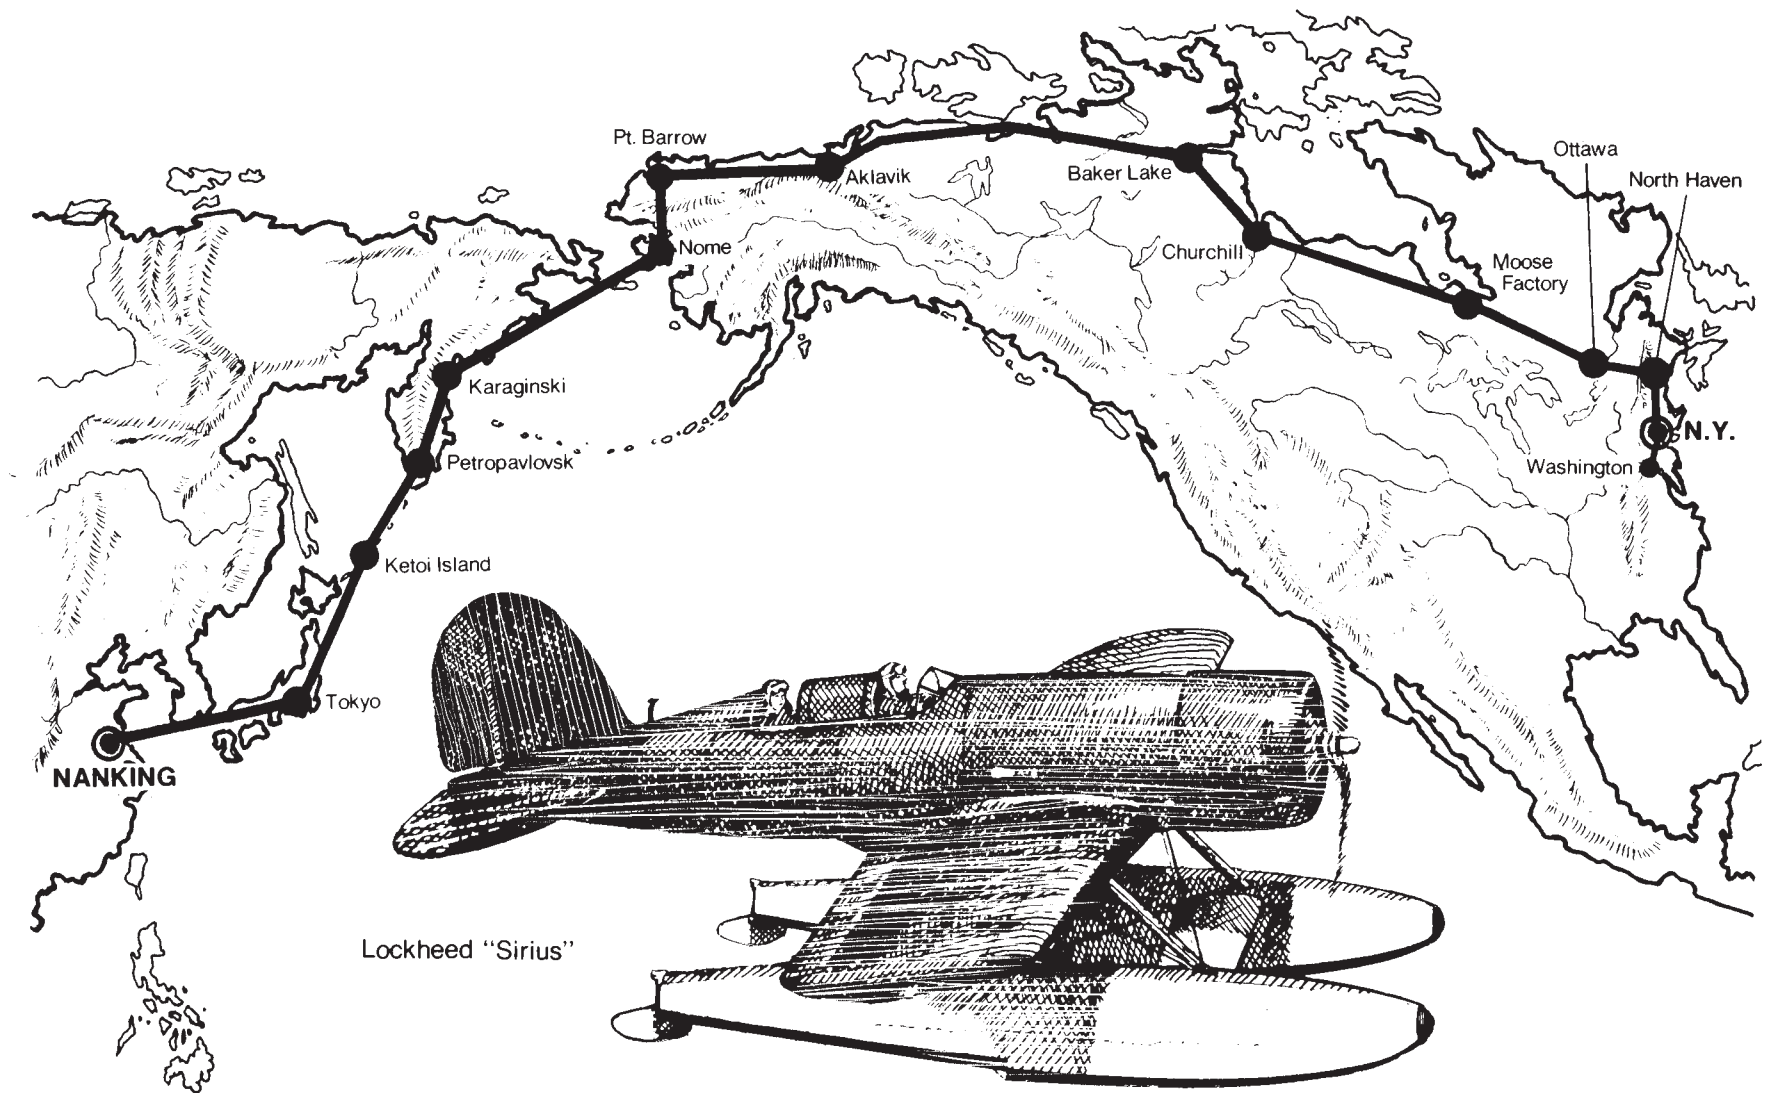 Pt. Barrow
Ottawa
North Haven
Aklavik
Baker Lake
Nome
Churchill
Moose
Factory
Karaginski
N.Y.
Petropavlovsk
Washington
Ketoi Island
Tokyo
NANKING
Lockheed "Sirius"